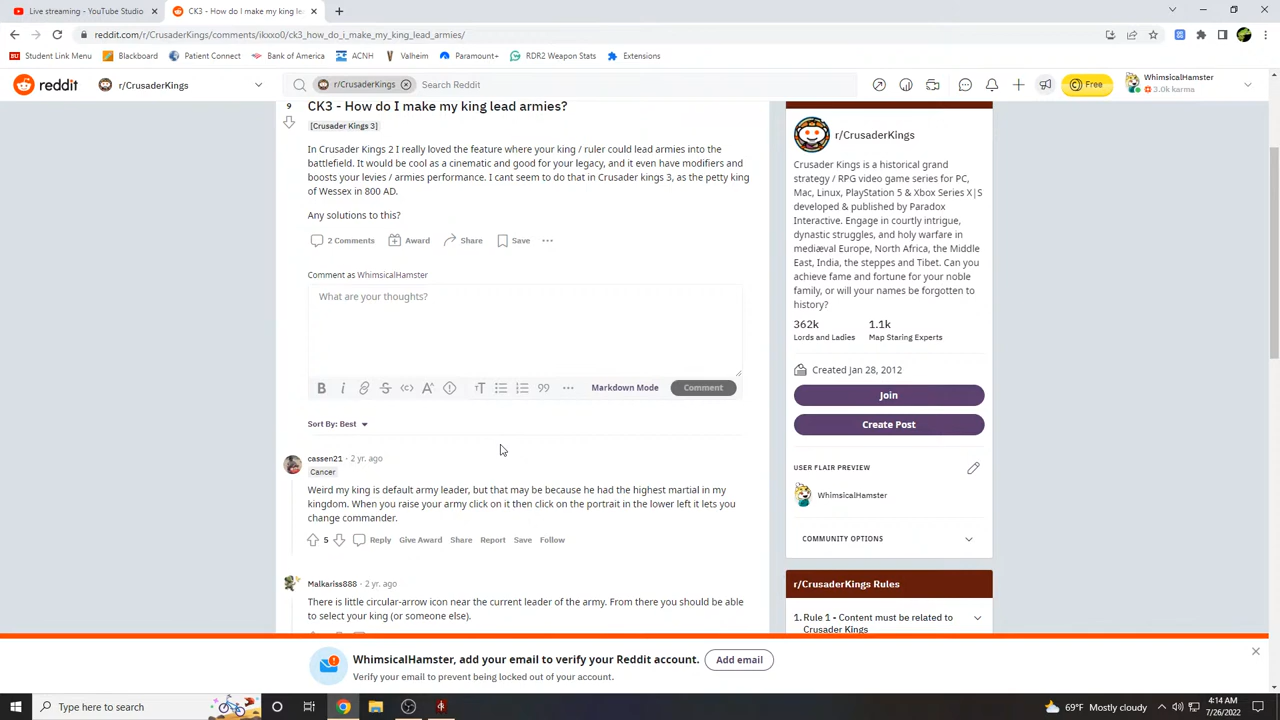 Live streaming - YouTube Studio
CK3 - How do I make my king le
reddit.com/r/CrusaderKings/comments/ikxxo0/ck3_how_do_i_make_my_king_lead_armies/
Student Link Menu
Blackboard
Patient Connect
Bank of America
ACNH
Valheim
Paramount+
RDR2 Weapon Stats
Extensions
reddit
r/CrusaderKings
r/CrusaderKings
Search Reddit
Free
WhimsicalHamster
3.0k karma
9
CK3 - How do I make my king lead armies?
[Crusader Kings 3]
In Crusader Kings 2 I really loved the feature where your king / ruler could lead armies into the
battlefield. It would be cool as a cinematic and good for your legacy, and it even have modifiers and
boosts your levies / armies performance. I cant seem to do that in Crusader kings 3, as the petty king
of Wessex in 800 AD.
Any solutions to this?
2 Comments
Award
Share
Save
Comment as WhimsicalHamster
What are your thoughts?
Markdown Mode
Comment
Sort By: Best
cassen21 • 2 yr. ago
Cancer
Weird my king is default army leader, but that may be because he had the highest martial in my
kingdom. When you raise your army click on it then click on the portrait in the lower left it lets you
change commander.
5
Reply
Give Award
Share
Report
Save
Follow
Malkariss888 • 2 yr. ago
There is little circular-arrow icon near the current leader of the army. From there you should be able
to select your king (or someone else).
r/CrusaderKings
Crusader Kings is a historical grand
strategy / RPG video game series for PC,
Mac, Linux, PlayStation 5 & Xbox Series X|S
developed & published by Paradox
Interactive. Engage in courtly intrigue,
dynastic struggles, and holy warfare in
mediæval Europe, North Africa, the Middle
East, India, the steppes and Tibet. Can you
achieve fame and fortune for your noble
family, or will your names be forgotten to
history?
362k
1.1k
Lords and Ladies
Map Staring Experts
Created Jan 28, 2012
Join
Create Post
USER FLAIR PREVIEW
WhimsicalHamster
COMMUNITY OPTIONS
r/CrusaderKings Rules
1. Rule 1 - Content must be related to
Crusader Kings
WhimsicalHamster, add your email to verify your Reddit account.
Add email
Verify your email to prevent being locked out of your account.
Type here to search
69°F Mostly cloudy
4:14 AM
7/26/2022